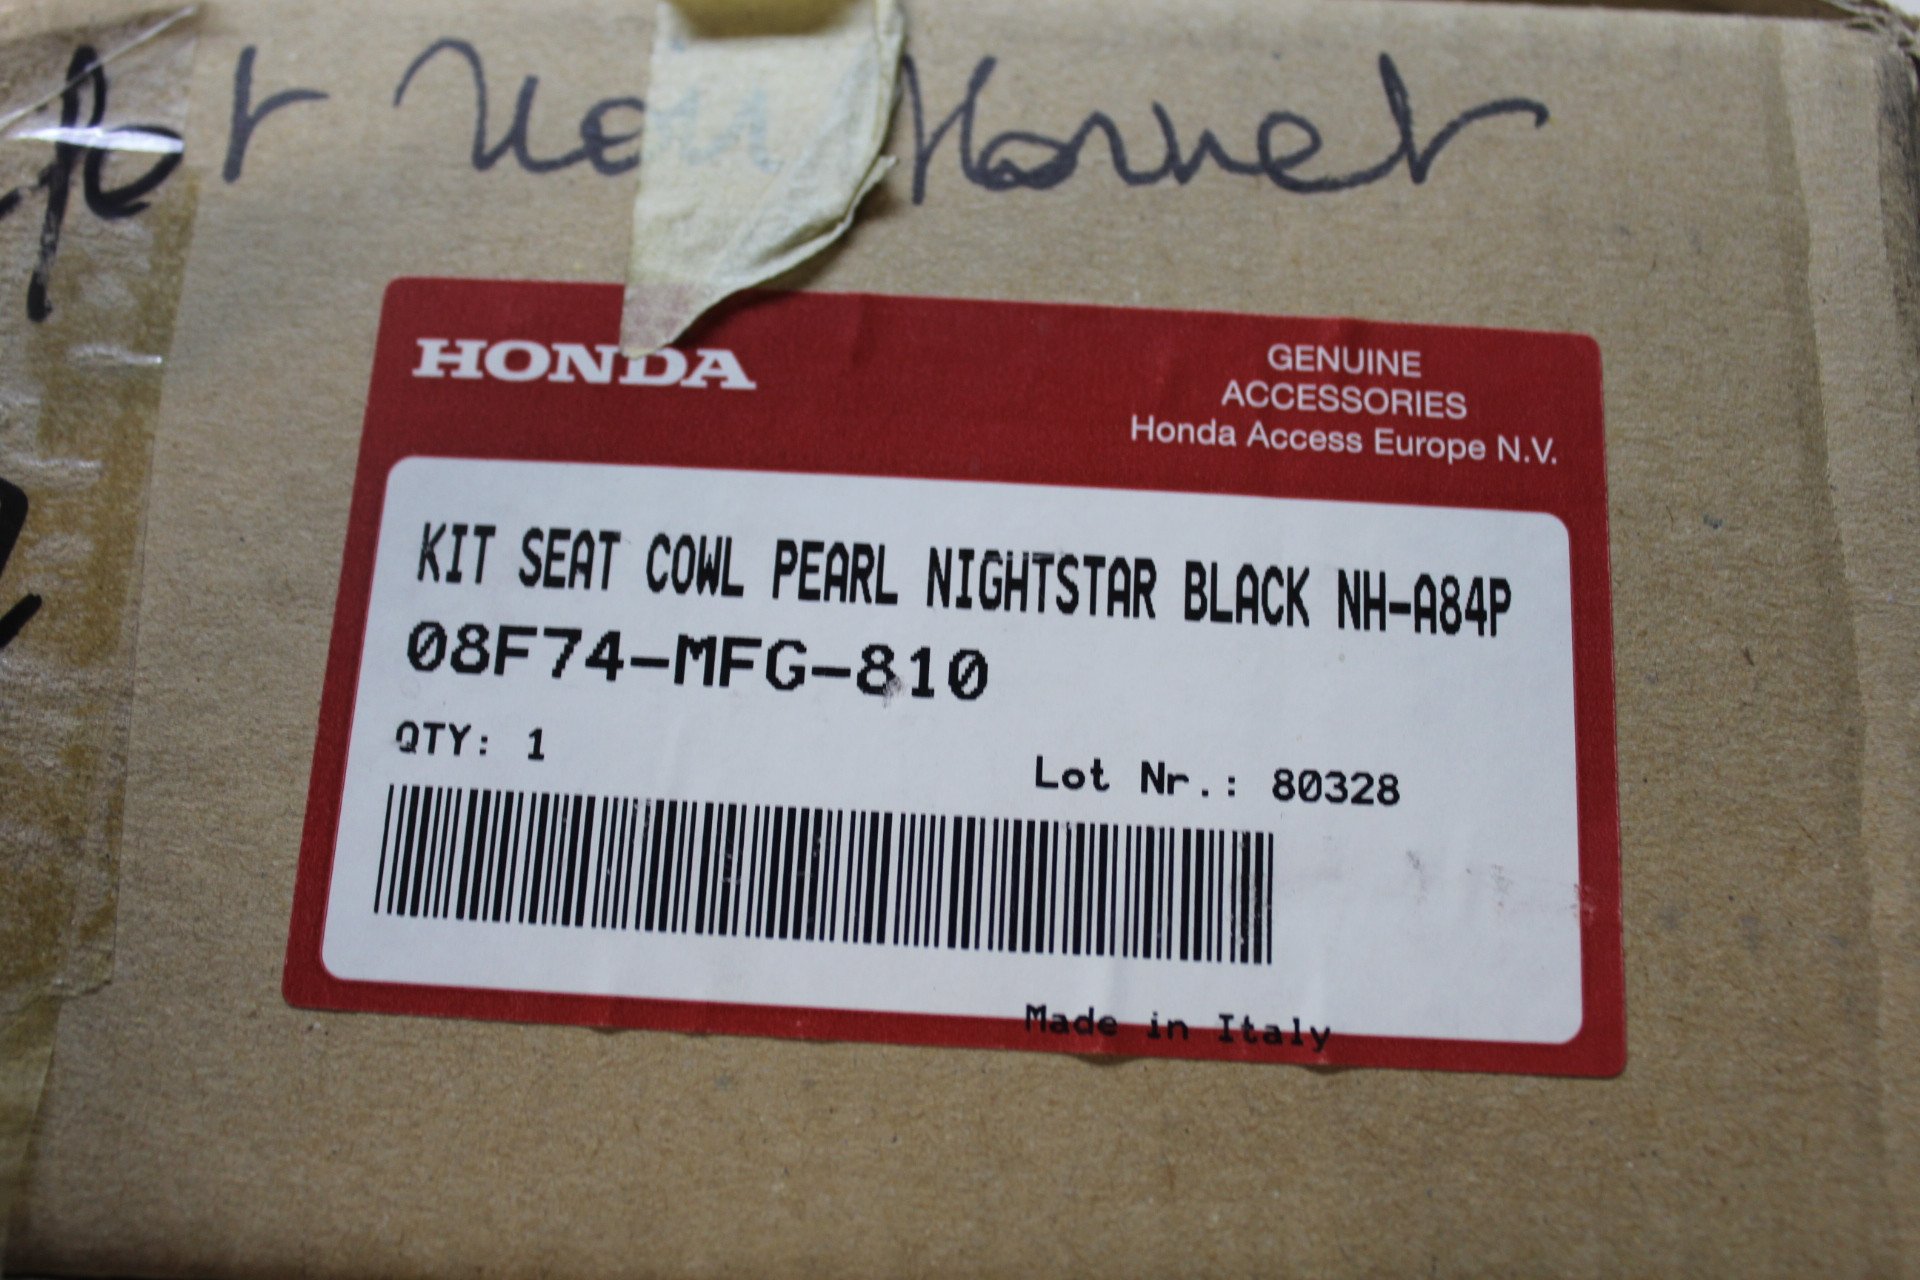 for Hornet
HONDA
GENUINE
ACCESSORIES
Honda Access Europe N.V.
KIT SEAT COWL PEARL NIGHTSTAR BLACK NH-A84P
08F74-MFG-810
QTY: 1
Lot Nr.: 80328
Made in Italy